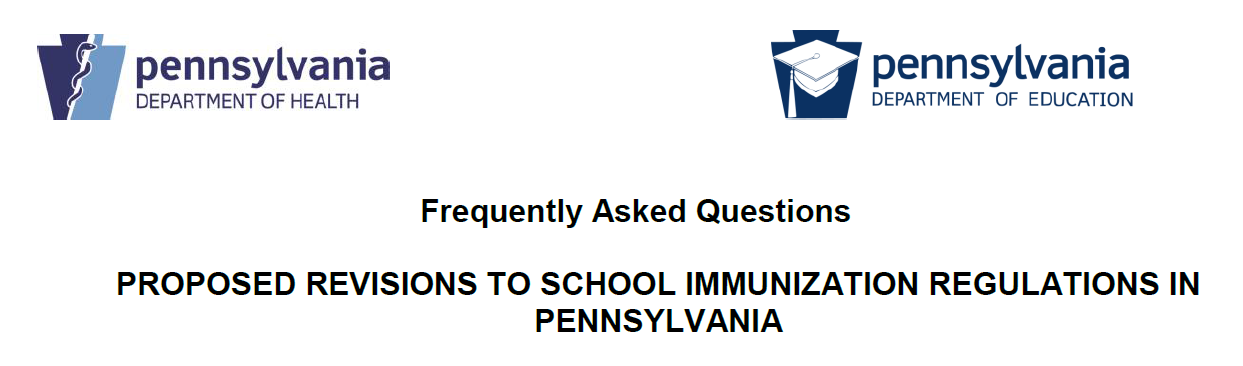 pennsylvania
DEPARTMENT OF HEALTH
pennsylvania
DEPARTMENT OF EDUCATION
Frequently Asked Questions
PROPOSED REVISIONS TO SCHOOL IMMUNIZATION REGULATIONS IN
PENNSYLVANIA